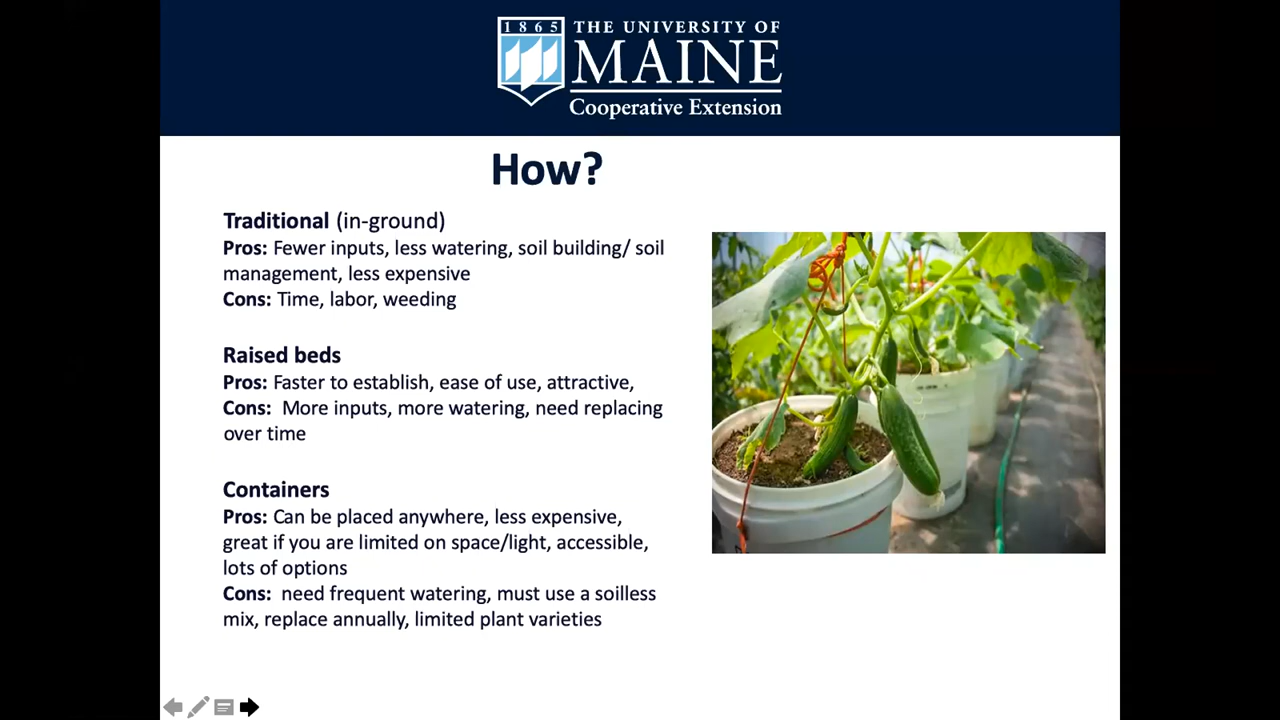 1865
THE UNIVERSITY OF
MAINE
Cooperative Extension
How?
Traditional (in-ground)
Pros: Fewer inputs, less watering, soil building/ soil
management, less expensive
Cons: Time, labor, weeding
Raised beds
Pros: Faster to establish, ease of use, attractive,
Cons:  More inputs, more watering, need replacing
over time
Containers
Pros: Can be placed anywhere, less expensive,
great if you are limited on space/light, accessible,
lots of options
Cons:  need frequent watering, must use a soilless
mix, replace annually, limited plant varieties